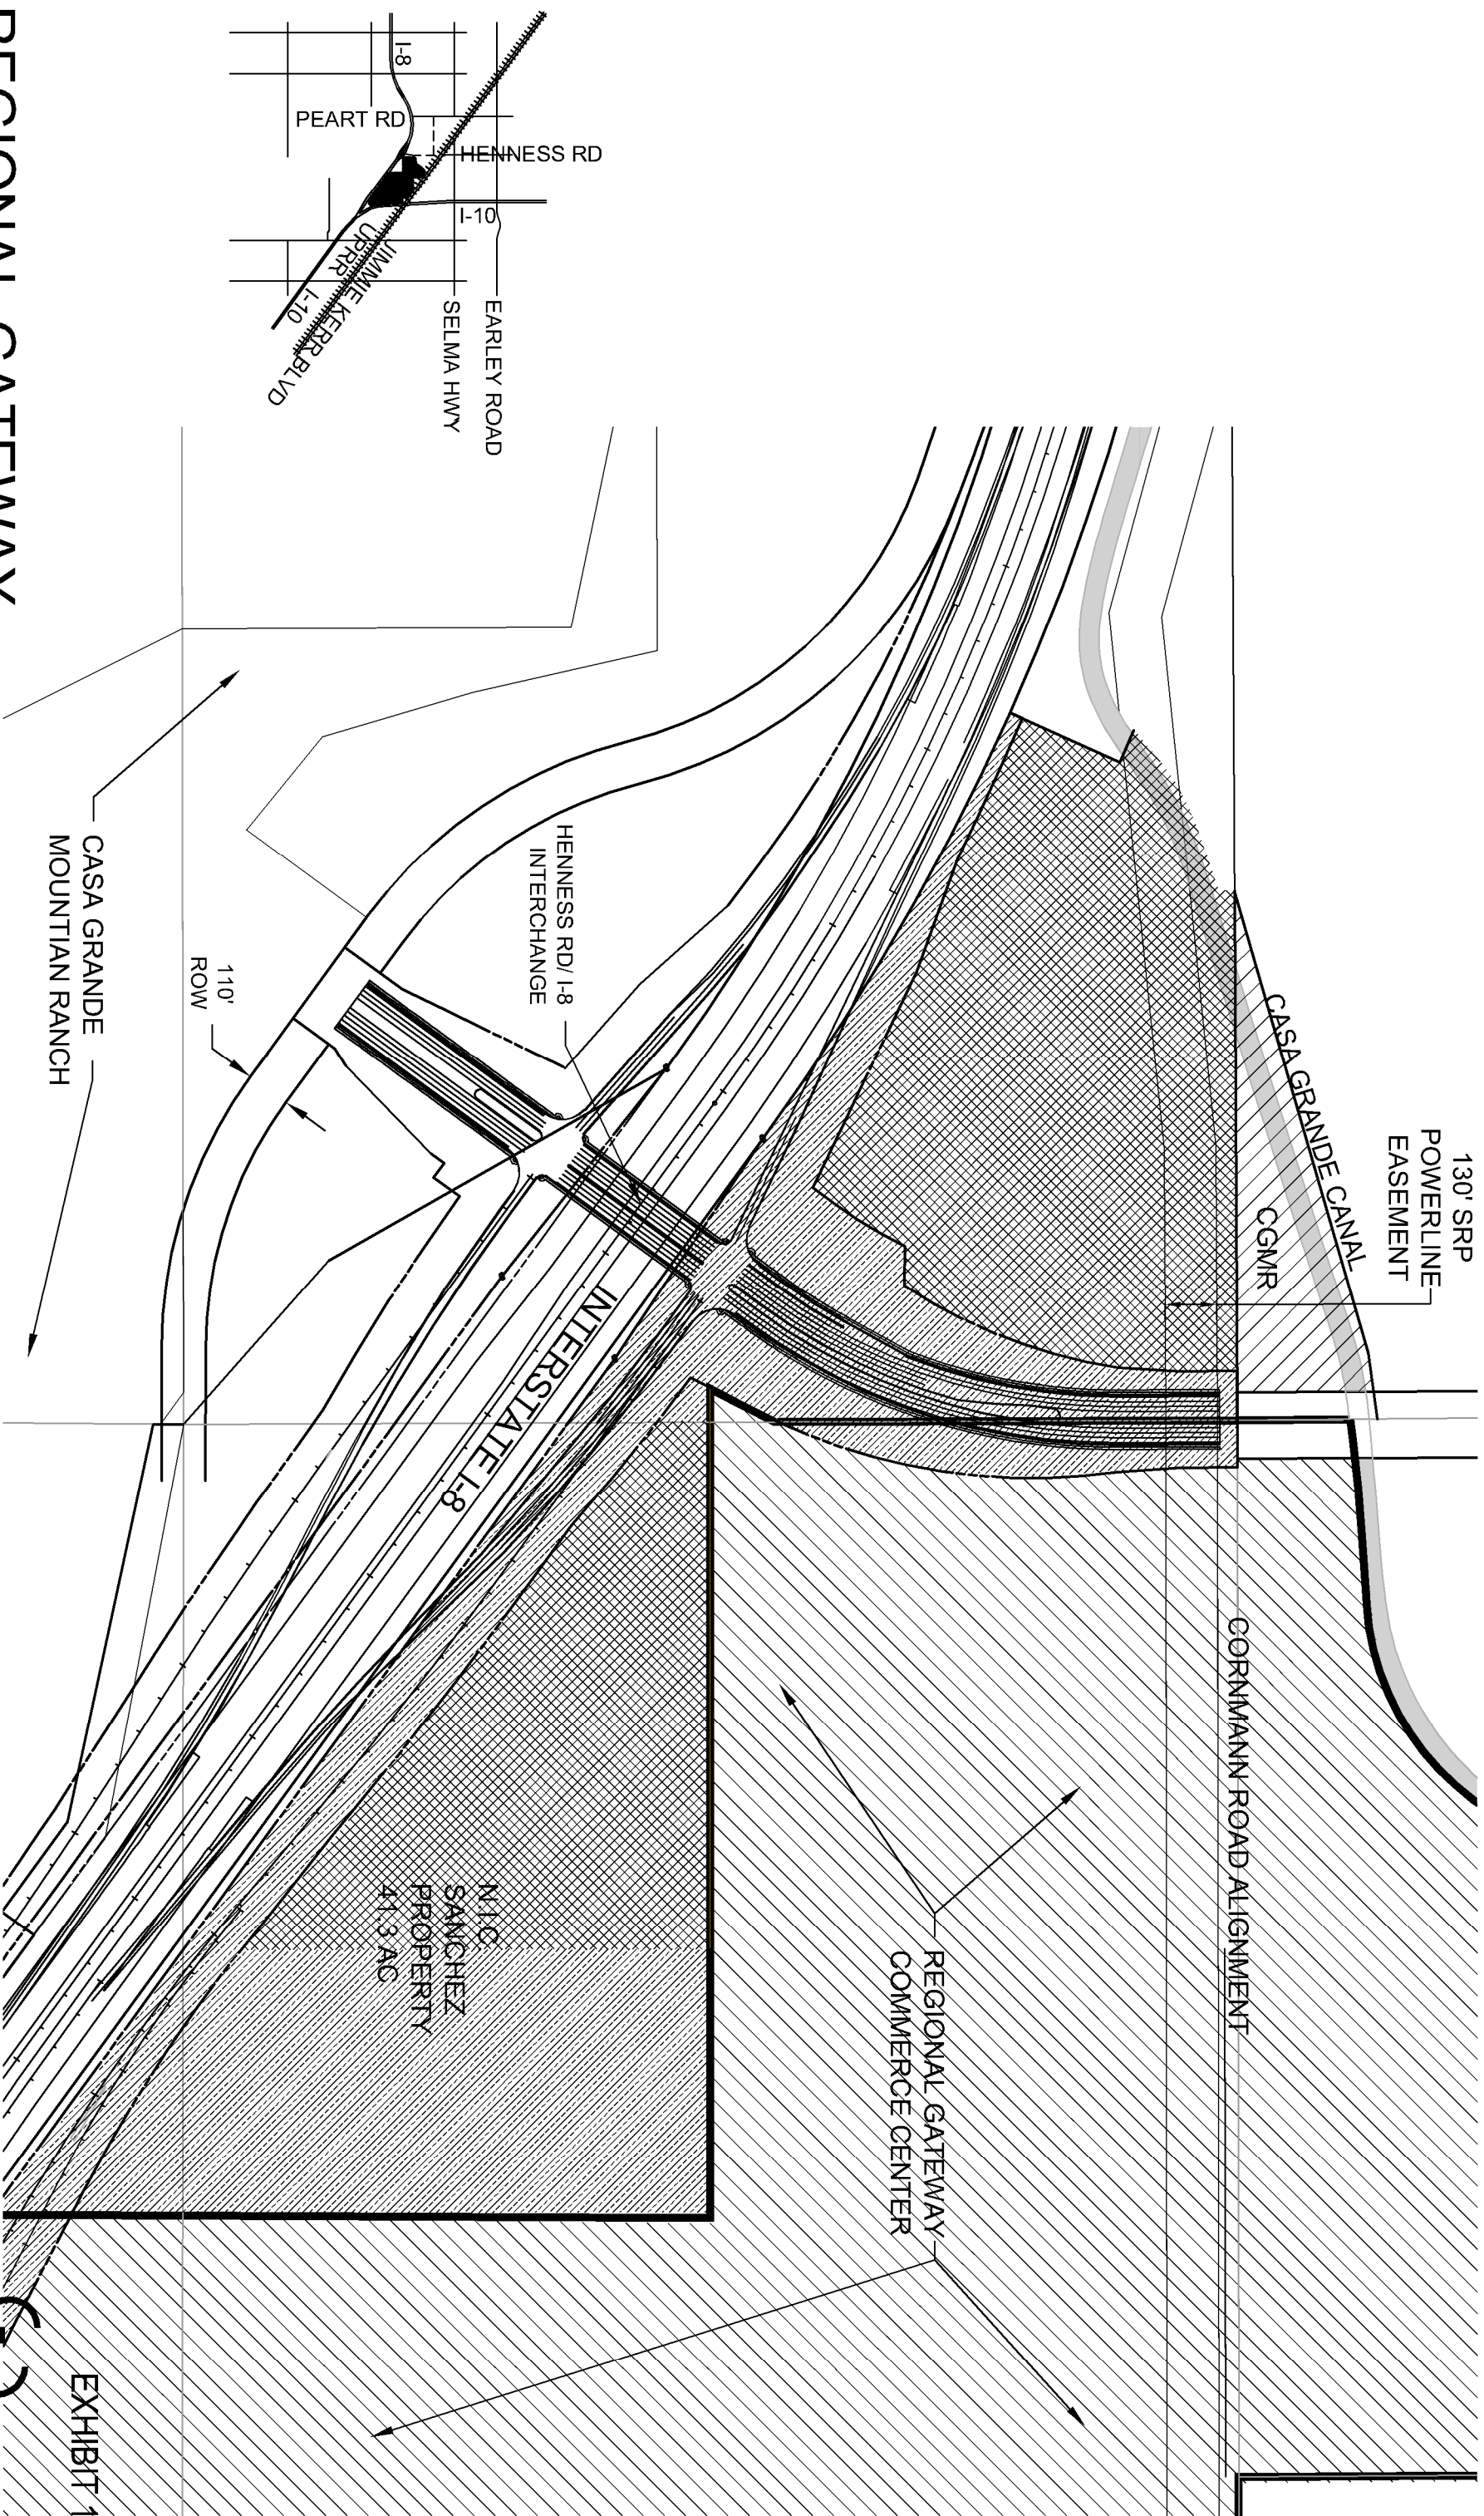 REGIONAL GATEWAY
I-8
PEART RD
HENNESS RD
I-10
UPRR
JIMMIE KERR BLVD
I-10
EARLEY ROAD
SELMA HWY
130' SRP
POWERLINE
EASEMENT
CASA GRANDE CANAL
CGMR
CORNMANN ROAD ALIGNMENT
HENNESS RD/ I-8
INTERCHANGE
INTERSTATE I-8
110'
ROW
CASA GRANDE
MOUNTIAN RANCH
REGIONAL GATEWAY
COMMERCE CENTER
N.I.C.
SANCHEZ
PROPERTY
41.3 AC
EXHIBIT 1